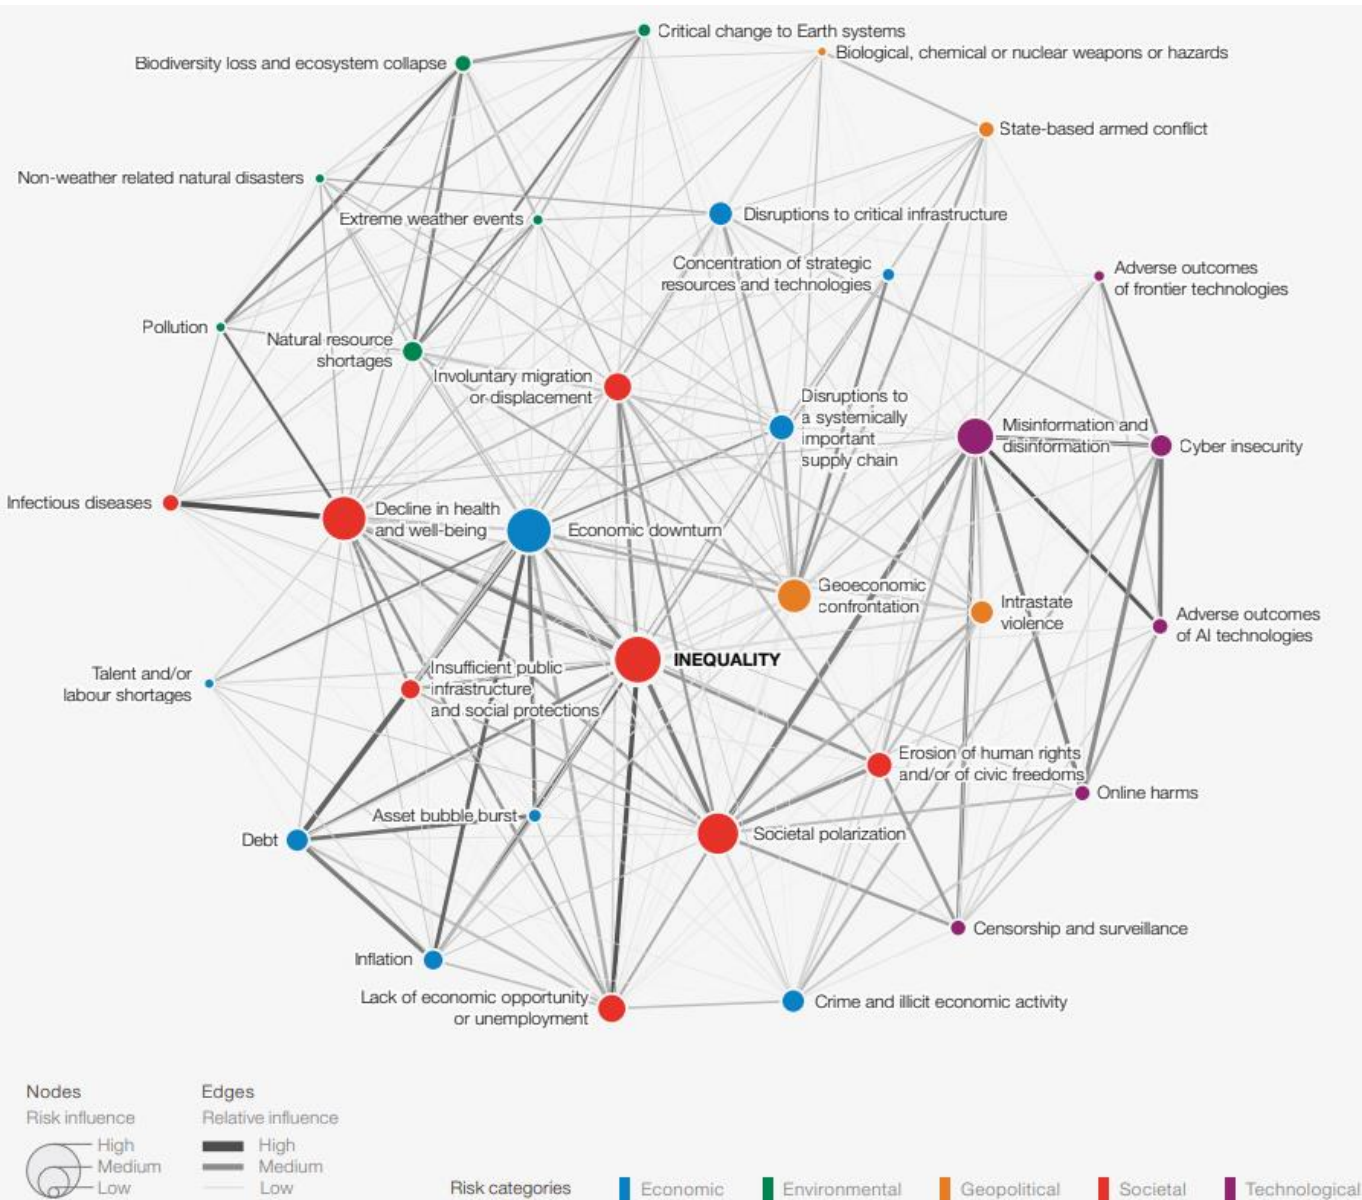 Critical change to Earth systems
Biological, chemical or nuclear weapons or hazards
Biodiversity loss and ecosystem collapse
State-based armed conflict
Non-weather related natural disasters
Extreme weather events
Disruptions to critical infrastructure
Concentration of strategic
resources and technologies
Adverse outcomes
of frontier technologies
Pollution
Natural resource
shortages
Involuntary migration
or displacement
Disruptions to
a systemically
important
supply chain
Misinformation and
disinformation
Cyber insecurity
Infectious diseases
Decline in health
and well-being
Economic downturn
Geoeconomic
confrontation
Intrastate
violence
Adverse outcomes
of AI technologies
INEQUALITY
Talent and/or
labour shortages
Insufficient public
infrastructure
and social protections
Erosion of human rights
and/or of civic freedoms
Online harms
Asset bubble burst
Societal polarization
Debt
Censorship and surveillance
Inflation
Lack of economic opportunity
or unemployment
Crime and illicit economic activity
Nodes
Risk influence
High
Medium
Low
Edges
Relative influence
High
Medium
Low
Risk categories
Economic
Environmental
Geopolitical
Societal
Technological